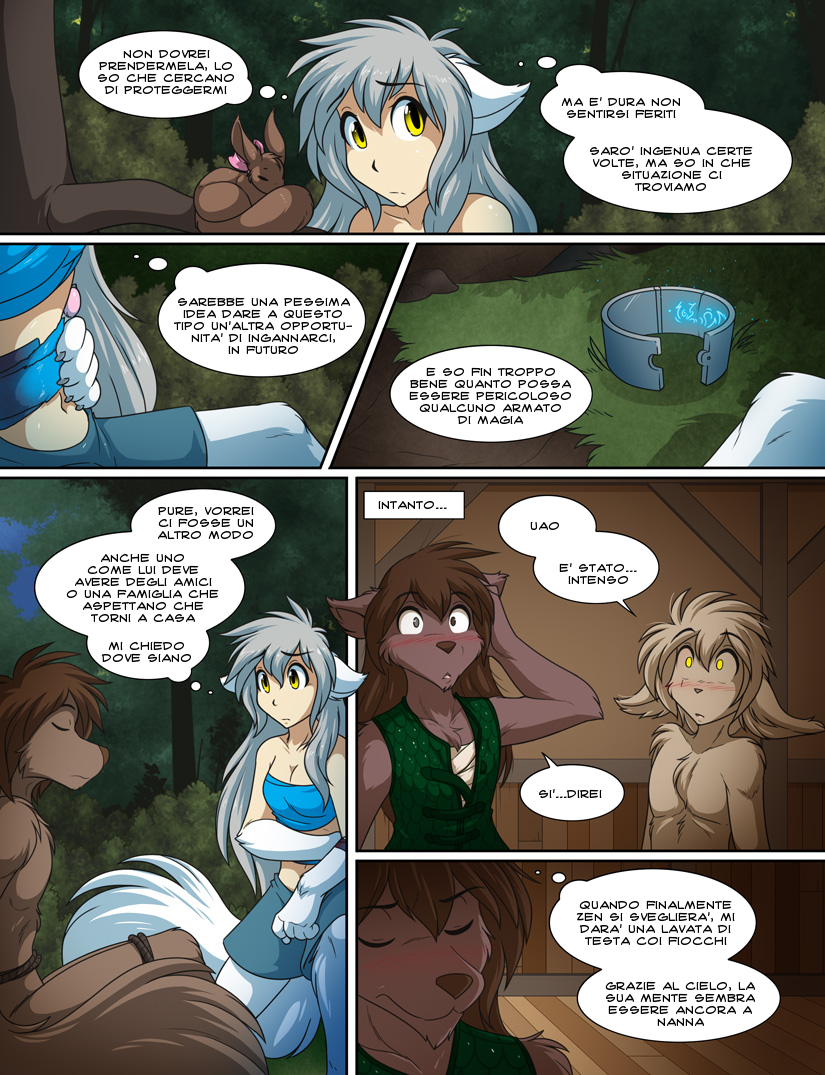 NON DOVREI
PRENDERMELA, LO
SO CHE CERCANO
DI PROTEGGERMI
MA E' DURA NON
SENTIRSI FERITI
SARO' INGENUA CERTE
VOLTE, MA SO IN CHE
SITUAZIONE CI
TROVIAMO
SAREBBE UNA PESSIMA
IDEA DARE A QUESTO
TIPO UN'ALTRA OPPORTU-
NITA' DI INGANNARCI,
IN FUTURO
E SO FIN TROPPO
BENE QUANTO POSSA
ESSERE PERICOLOSO
QUALCUNO ARMATO
DI MAGIA
PURE, VORREI
CI FOSSE UN
ALTRO MODO
ANCHE UNO
COME LUI DEVE
AVERE DEGLI AMICI
O UNA FAMIGLIA CHE
ASPETTANO CHE
TORNI A CASA
MI CHIEDO
DOVE SIANO
INTANTO...
UAO
E' STATO...
INTENSO
SI'...DIREI
QUANDO FINALMENTE
ZEN SI SVEGLIERA', MI
DARA' UNA LAVATA DI
TESTA COI FIOCCHI
GRAZIE AL CIELO, LA
SUA MENTE SEMBRA
ESSERE ANCORA A
NANNA